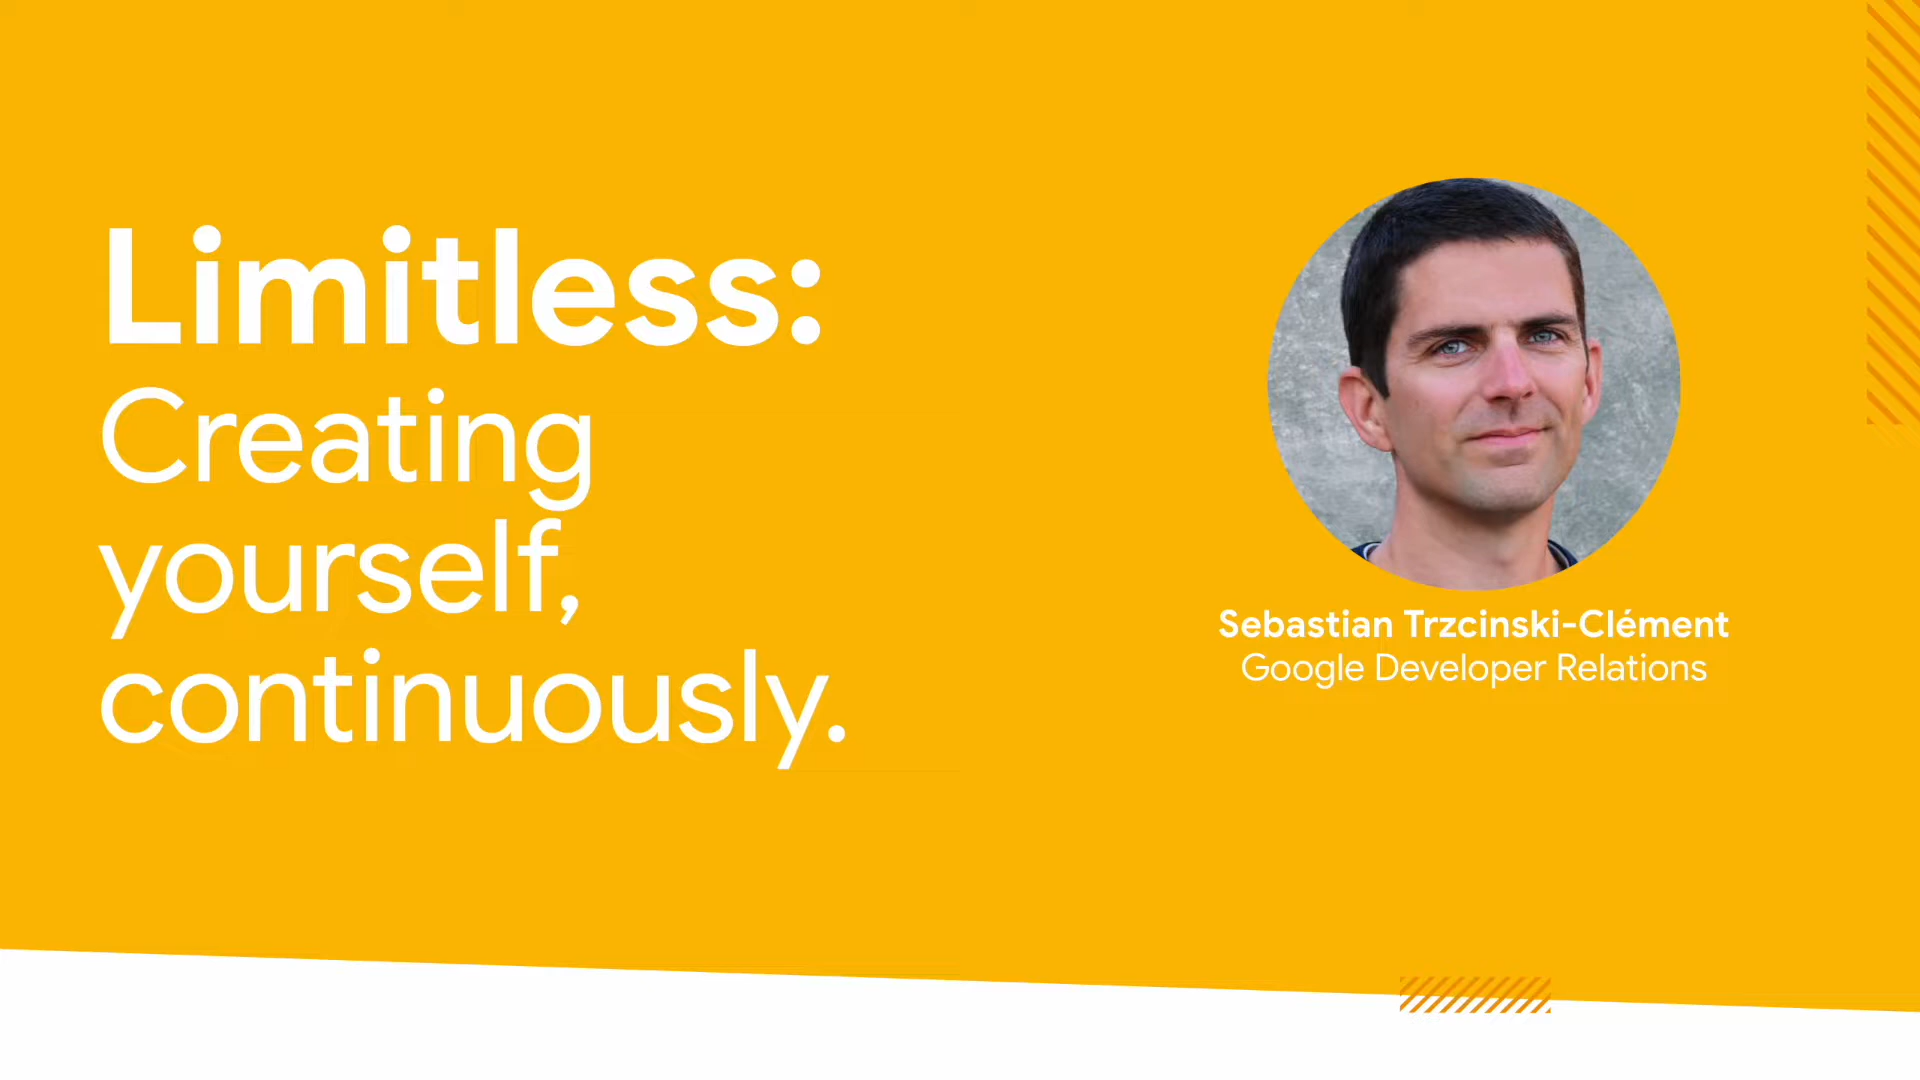 Limitless:
Creating
yourself,
continuously.
Sebastian Trzcinski-Clément
Google Developer Relations